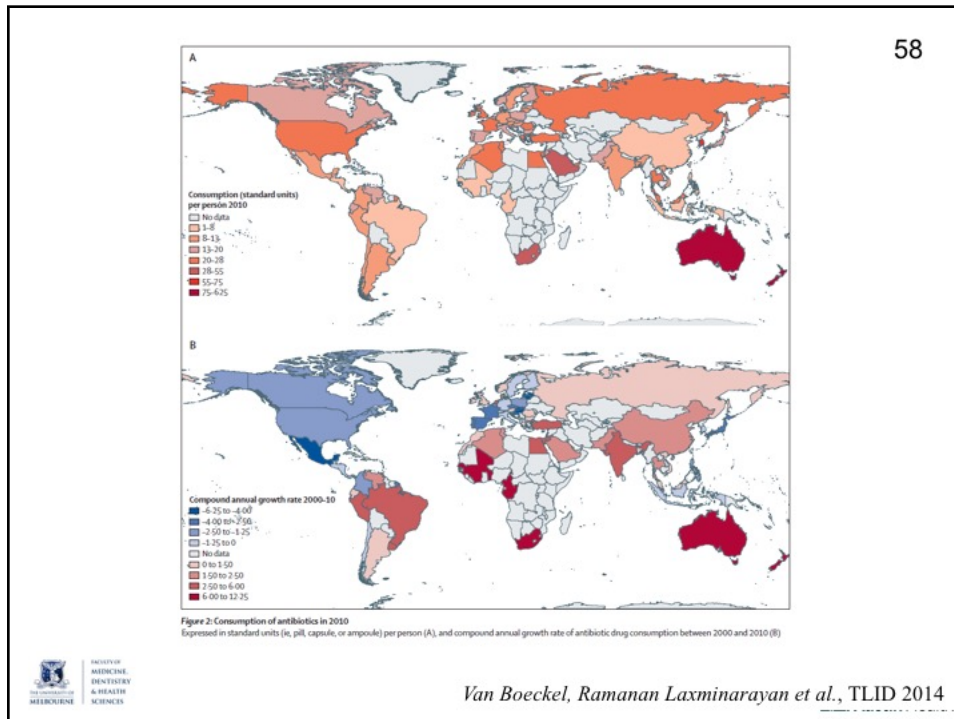 58
A
Consumption (standard units)
per person 2010
No data
1–8
8–13
13–20
20–28
28–55
55–75
75–625
B
Compound annual growth rate 2000–10
–6·25 to –4·00
–4·00 to –2·50
–2·50 to –1·25
–1·25 to 0
No data
0 to 1·50
1·50 to 2·50
2·50 to 6·00
6·00 to 12·25
Figure 2: Consumption of antibiotics in 2010
Expressed in standard units (ie, pill, capsule, or ampoule) per person (A), and compound annual growth rate of antibiotic drug consumption between 2000 and 2010 (B)
THE UNIVERSITY OF
MELBOURNE
FACULTY OF
MEDICINE,
DENTISTRY
& HEALTH
SCIENCES
Van Boeckel, Ramanan Laxminarayan et al., TLID 2014